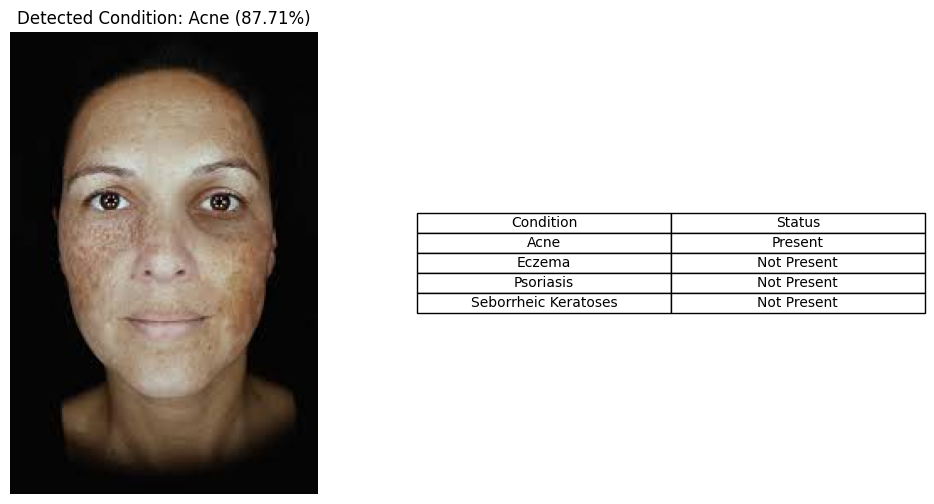 Detected Condition: Acne (87.71%)
Condition Status
Acne Present
Eczema Not Present
Psoriasis Not Present
Seborrheic Keratoses Not Present